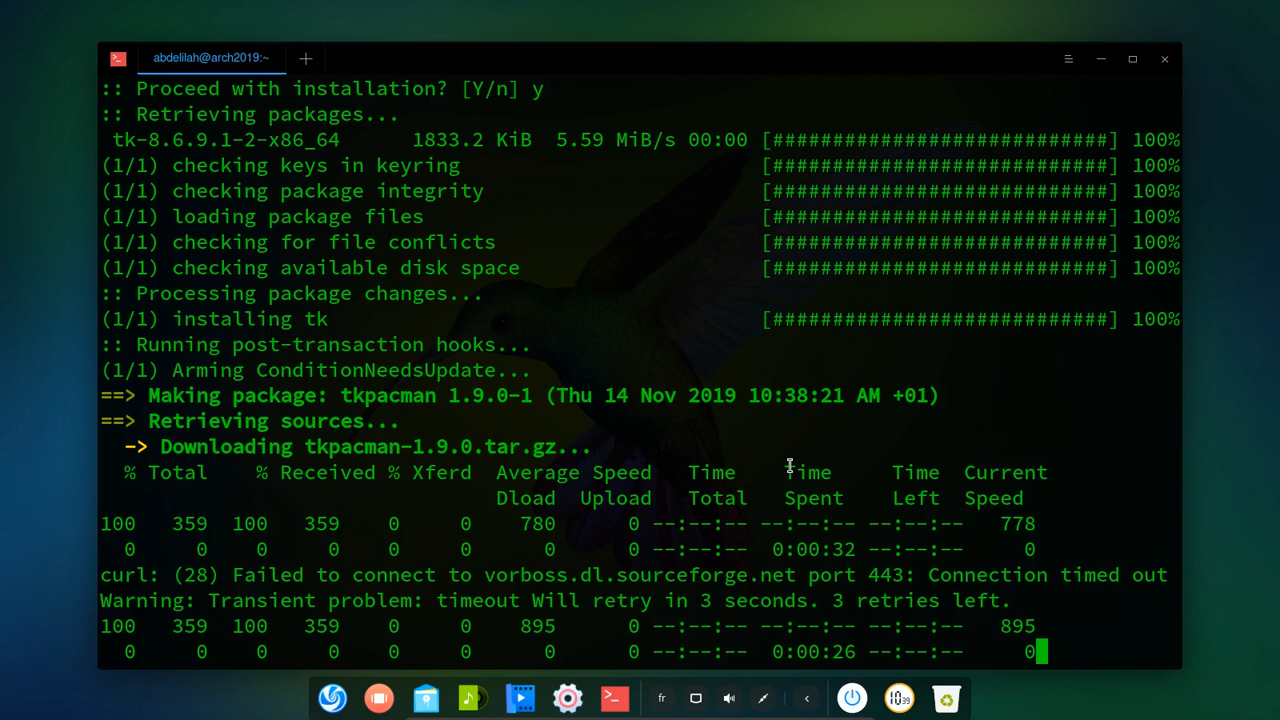 abdelilah@arch2019:~
:: Proceed with installation? [Y/n] y
:: Retrieving packages...
tk-8.6.9.1-2-x86_64 1833.2 KiB 5.59 MiB/s 00:00 [############################] 100%
(1/1) checking keys in keyring [############################] 100%
(1/1) checking package integrity [############################] 100%
(1/1) loading package files [############################] 100%
(1/1) checking for file conflicts [############################] 100%
(1/1) checking available disk space [############################] 100%
:: Processing package changes...
(1/1) installing tk [############################] 100%
:: Running post-transaction hooks...
(1/1) Arming ConditionNeedsUpdate...
==> Making package: tkpacman 1.9.0-1 (Thu 14 Nov 2019 10:38:21 AM +01)
==> Retrieving sources...
-> Downloading tkpacman-1.9.0.tar.gz...
% Total % Received % Xferd Average Speed Time Time Time Current
Dload Upload Total Spent Left Speed
100 359 100 359 0 0 780 0 --:--:-- --:--:-- --:--:-- 778
0 0 0 0 0 0 0 0 --:--:-- 0:00:32 --:--:-- 0
curl: (28) Failed to connect to vorboss.dl.sourceforge.net port 443: Connection timed out
Warning: Transient problem: timeout Will retry in 3 seconds. 3 retries left.
100 359 100 359 0 0 895 0 --:--:-- --:--:-- --:--:-- 895
0 0 0 0 0 0 0 0 --:--:-- 0:00:26 --:--:-- 0
fr
10 39